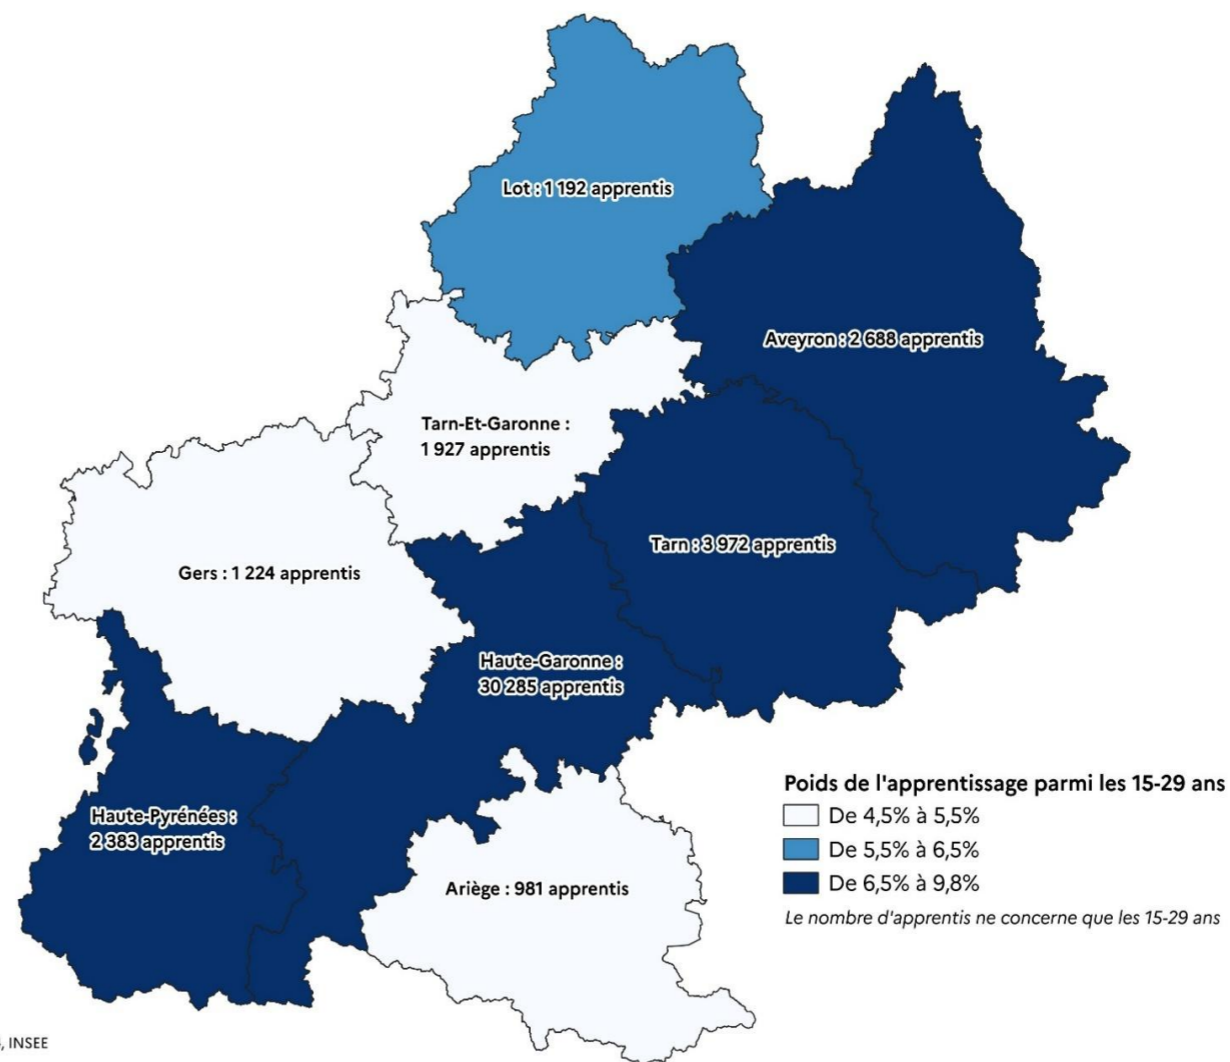 Lot : 1 192 apprentis
Aveyron : 2 688 apprentis
Tarn-Et-Garonne :
1 927 apprentis
Tarn : 3 972 apprentis
Gers : 1 224 apprentis
Haute-Garonne :
30 285 apprentis
Haute-Pyrénées :
2 383 apprentis
Ariège : 981 apprentis
Poids de l'apprentissage parmi les 15-29 ans
De 4,5% à 5,5%
De 5,5% à 6,5%
De 6,5% à 9,8%
Le nombre d'apprentis ne concerne que les 15-29 ans
, INSEE